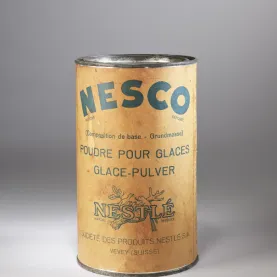 NESCO
(Composition de base - Grundmasse)
POUDRE POUR GLACES
GLACE-PULVER
NESTLÉ
SOCIÉTÉ DES PRODUITS NESTLÉ S.A.
VEVEY (SUISSE)